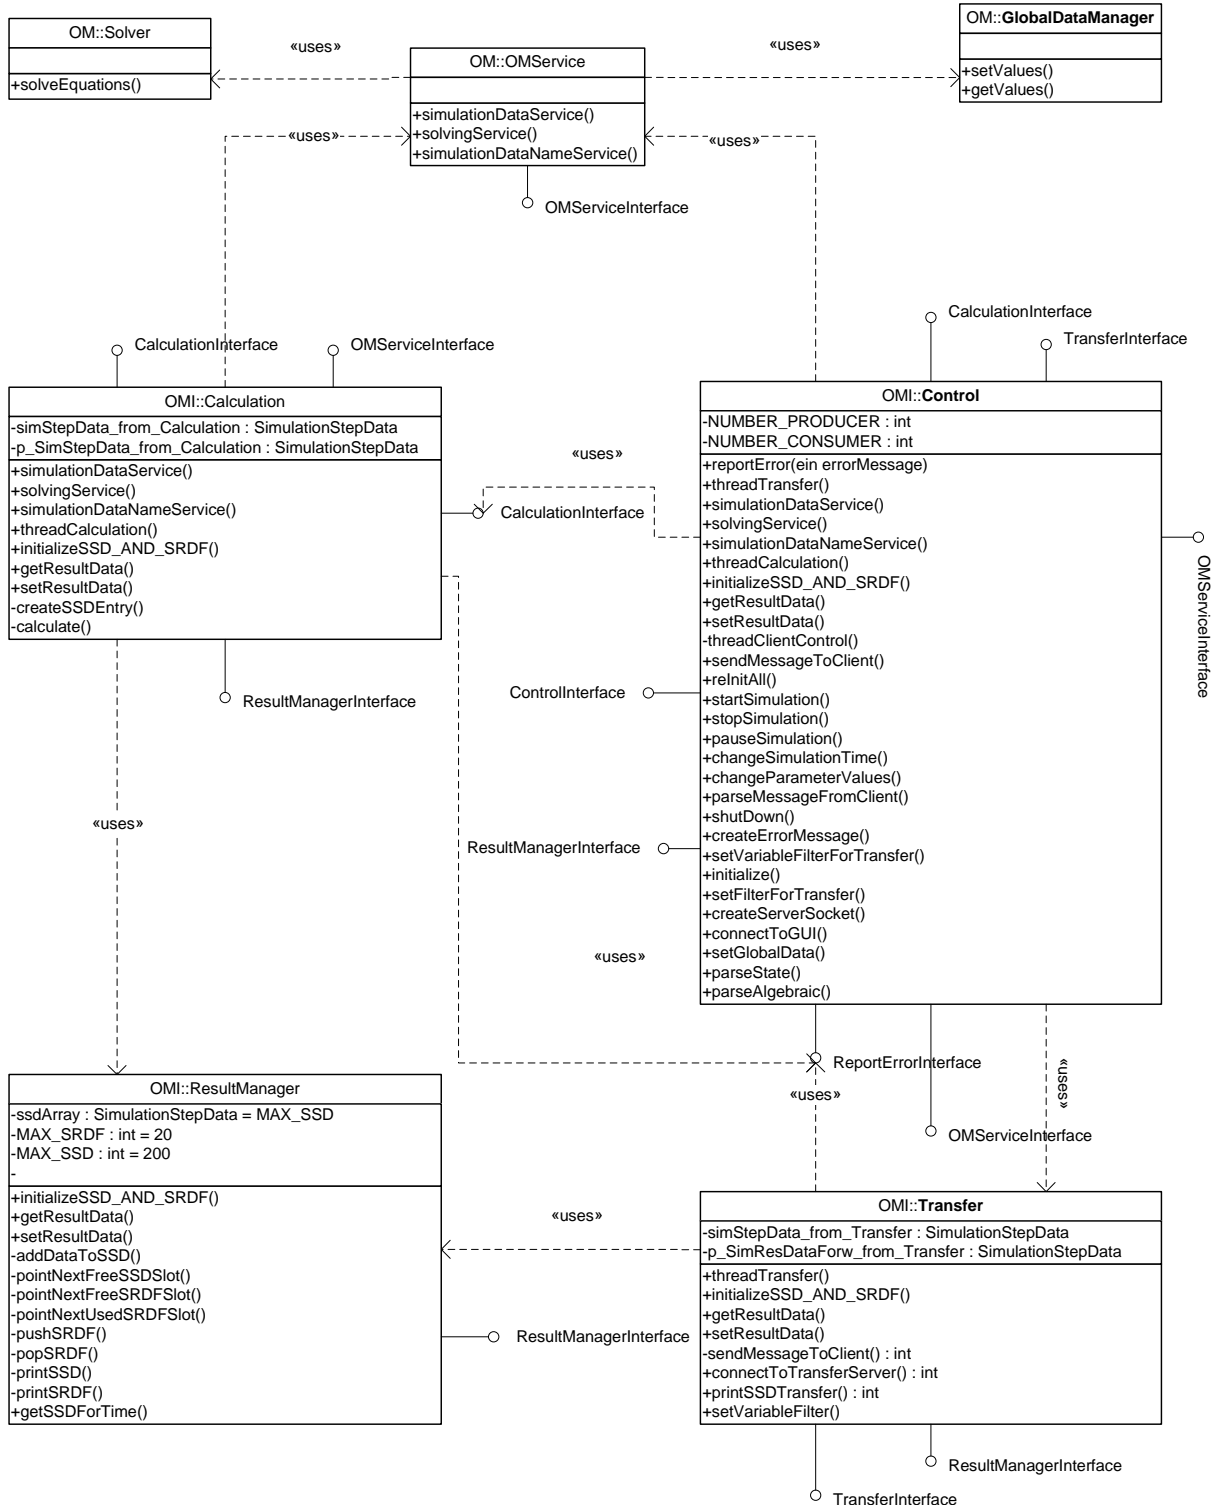 OM::Solver
+solveEquations()
«uses»
OM::OMService
+simulationDataService()
+solvingService()
+simulationDataNameService()
«uses»
OM::GlobalDataManager
+setValues()
+getValues()
«uses»
«uses»
OMServiceInterface
CalculationInterface
OMServiceInterface
CalculationInterface
TransferInterface
OMI::Calculation
-simStepData_from_Calculation : SimulationStepData
-p_SimStepData_from_Calculation : SimulationStepData
+simulationDataService()
+solvingService()
+simulationDataNameService()
+threadCalculation()
+initializeSSD_AND_SRDF()
+getResultData()
+setResultData()
-createSSDEntry()
-calculate()
«uses»
CalculationInterface
OMI::Control
-NUMBER_PRODUCER : int
-NUMBER_CONSUMER : int
+reportError(ein errorMessage)
+threadTransfer()
+simulationDataService()
+solvingService()
+simulationDataNameService()
+threadCalculation()
+initializeSSD_AND_SRDF()
+getResultData()
+setResultData()
-threadClientControl()
+sendMessageToClient()
+reInitAll()
+startSimulation()
+stopSimulation()
+pauseSimulation()
+changeSimulationTime()
+changeParameterValues()
+parseMessageFromClient()
+shutDown()
+createErrorMessage()
+setVariableFilterForTransfer()
+initialize()
+setFilterForTransfer()
+createServerSocket()
+connectToGUI()
+setGlobalData()
+parseState()
+parseAlgebraic()
OMServiceInterface
ResultManagerInterface
ControlInterface
«uses»
ResultManagerInterface
«uses»
ReportErrorInterface
«uses»
«uses»
OMServiceInterface
OMI::ResultManager
-ssdArray : SimulationStepData = MAX_SSD
-MAX_SRDF : int = 20
-MAX_SSD : int = 200
-
+initializeSSD_AND_SRDF()
+getResultData()
+setResultData()
-addDataToSSD()
-pointNextFreeSSDSlot()
-pointNextFreeSRDFSlot()
-pointNextUsedSRDFSlot()
-pushSRDF()
-popSRDF()
-printSSD()
-printSRDF()
+getSSDForTime()
«uses»
ResultManagerInterface
OMI::Transfer
-simStepData_from_Transfer : SimulationStepData
-p_SimResDataForw_from_Transfer : SimulationStepData
+threadTransfer()
+initializeSSD_AND_SRDF()
+getResultData()
+setResultData()
-sendMessageToClient() : int
+connectToTransferServer() : int
+printSSDTransfer() : int
+setVariableFilter()
ResultManagerInterface
TransferInterface